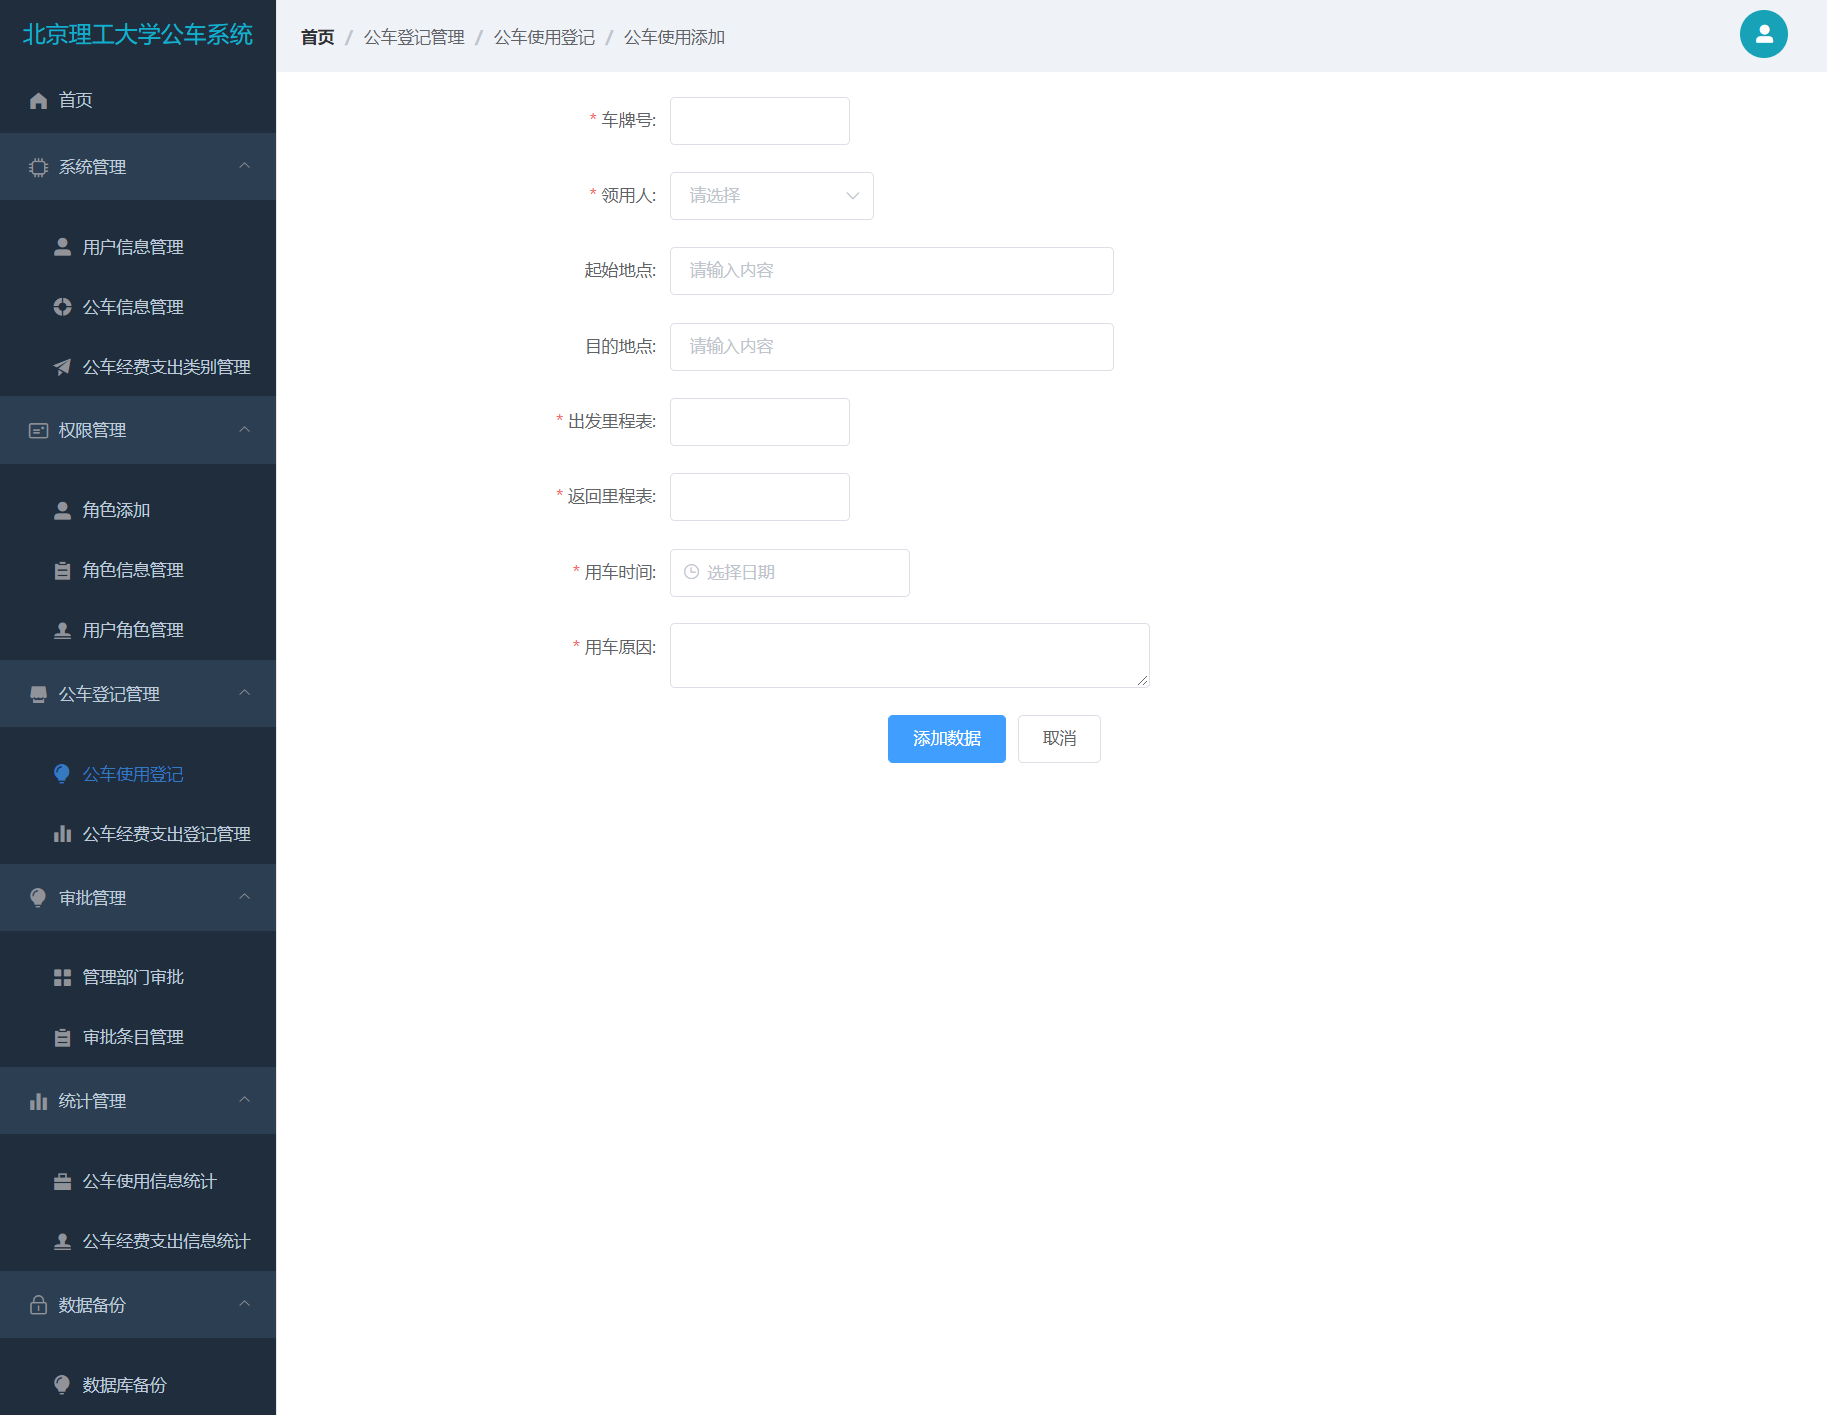 北京理工大学公车系统
首页
系统管理
用户信息管理
公车信息管理
公车经费支出类别管理
权限管理
角色添加
角色信息管理
用户角色管理
公车登记管理
公车使用登记
公车经费支出登记管理
审批管理
管理部门审批
审批条目管理
统计管理
公车使用信息统计
公车经费支出信息统计
数据备份
数据库备份
首页 / 公车登记管理 / 公车使用登记 / 公车使用添加
* 车牌号:
* 领用人: 请选择
起始地点: 请输入内容
目的地点: 请输入内容
* 出发里程表:
* 返回里程表:
* 用车时间: 选择日期
* 用车原因:
添加数据 取消